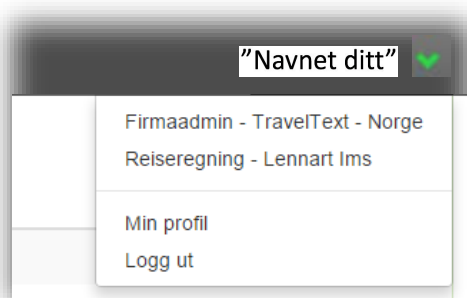 ”Navnet ditt”
Firmaadmin - TravelText - Norge
Reiseregning - Lennart Ims
Min profil
Logg ut